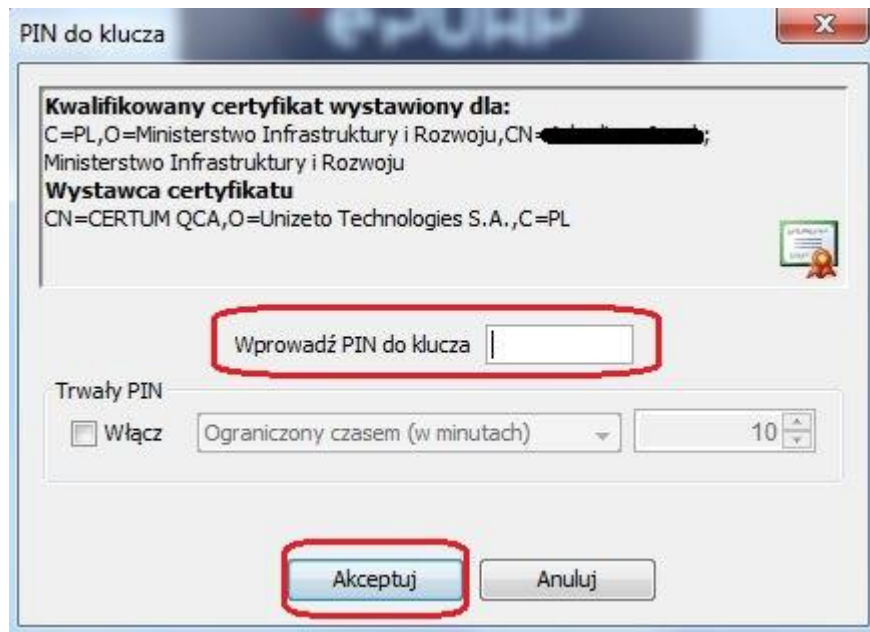 ePUAP
PIN do klucza
Kwalifikowany certyfikat wystawiony dla:
C=PL,O=Ministerstwo Infrastruktury i Rozwoju,CN= ;
Ministerstwo Infrastruktury i Rozwoju
Wystawca certyfikatu
CN=CERTUM QCA,O=Unizeto Technologies S.A.,C=PL
Wprowadź PIN do klucza
Trwały PIN
Włącz Ograniczony czasem (w minutach) 10
Akceptuj Anuluj